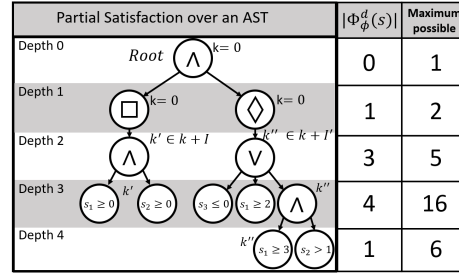 Partial Satisfaction over an AST
|Φ^d_ϕ(s)|
Maximum
possible
Depth 0
Root
∧
k=0
0
1
Depth 1
□
k=0
◊
k=0
1
2
Depth 2
k' ∈ k + I
k'' ∈ k + I'
∧
∨
3
5
Depth 3
k'
k''
s₁ ≥ 0
s₂ ≥ 0
s₃ ≤ 0
s₁ ≥ 2
∧
4
16
Depth 4
k''
s₁ ≥ 3
s₂ > 1
1
6